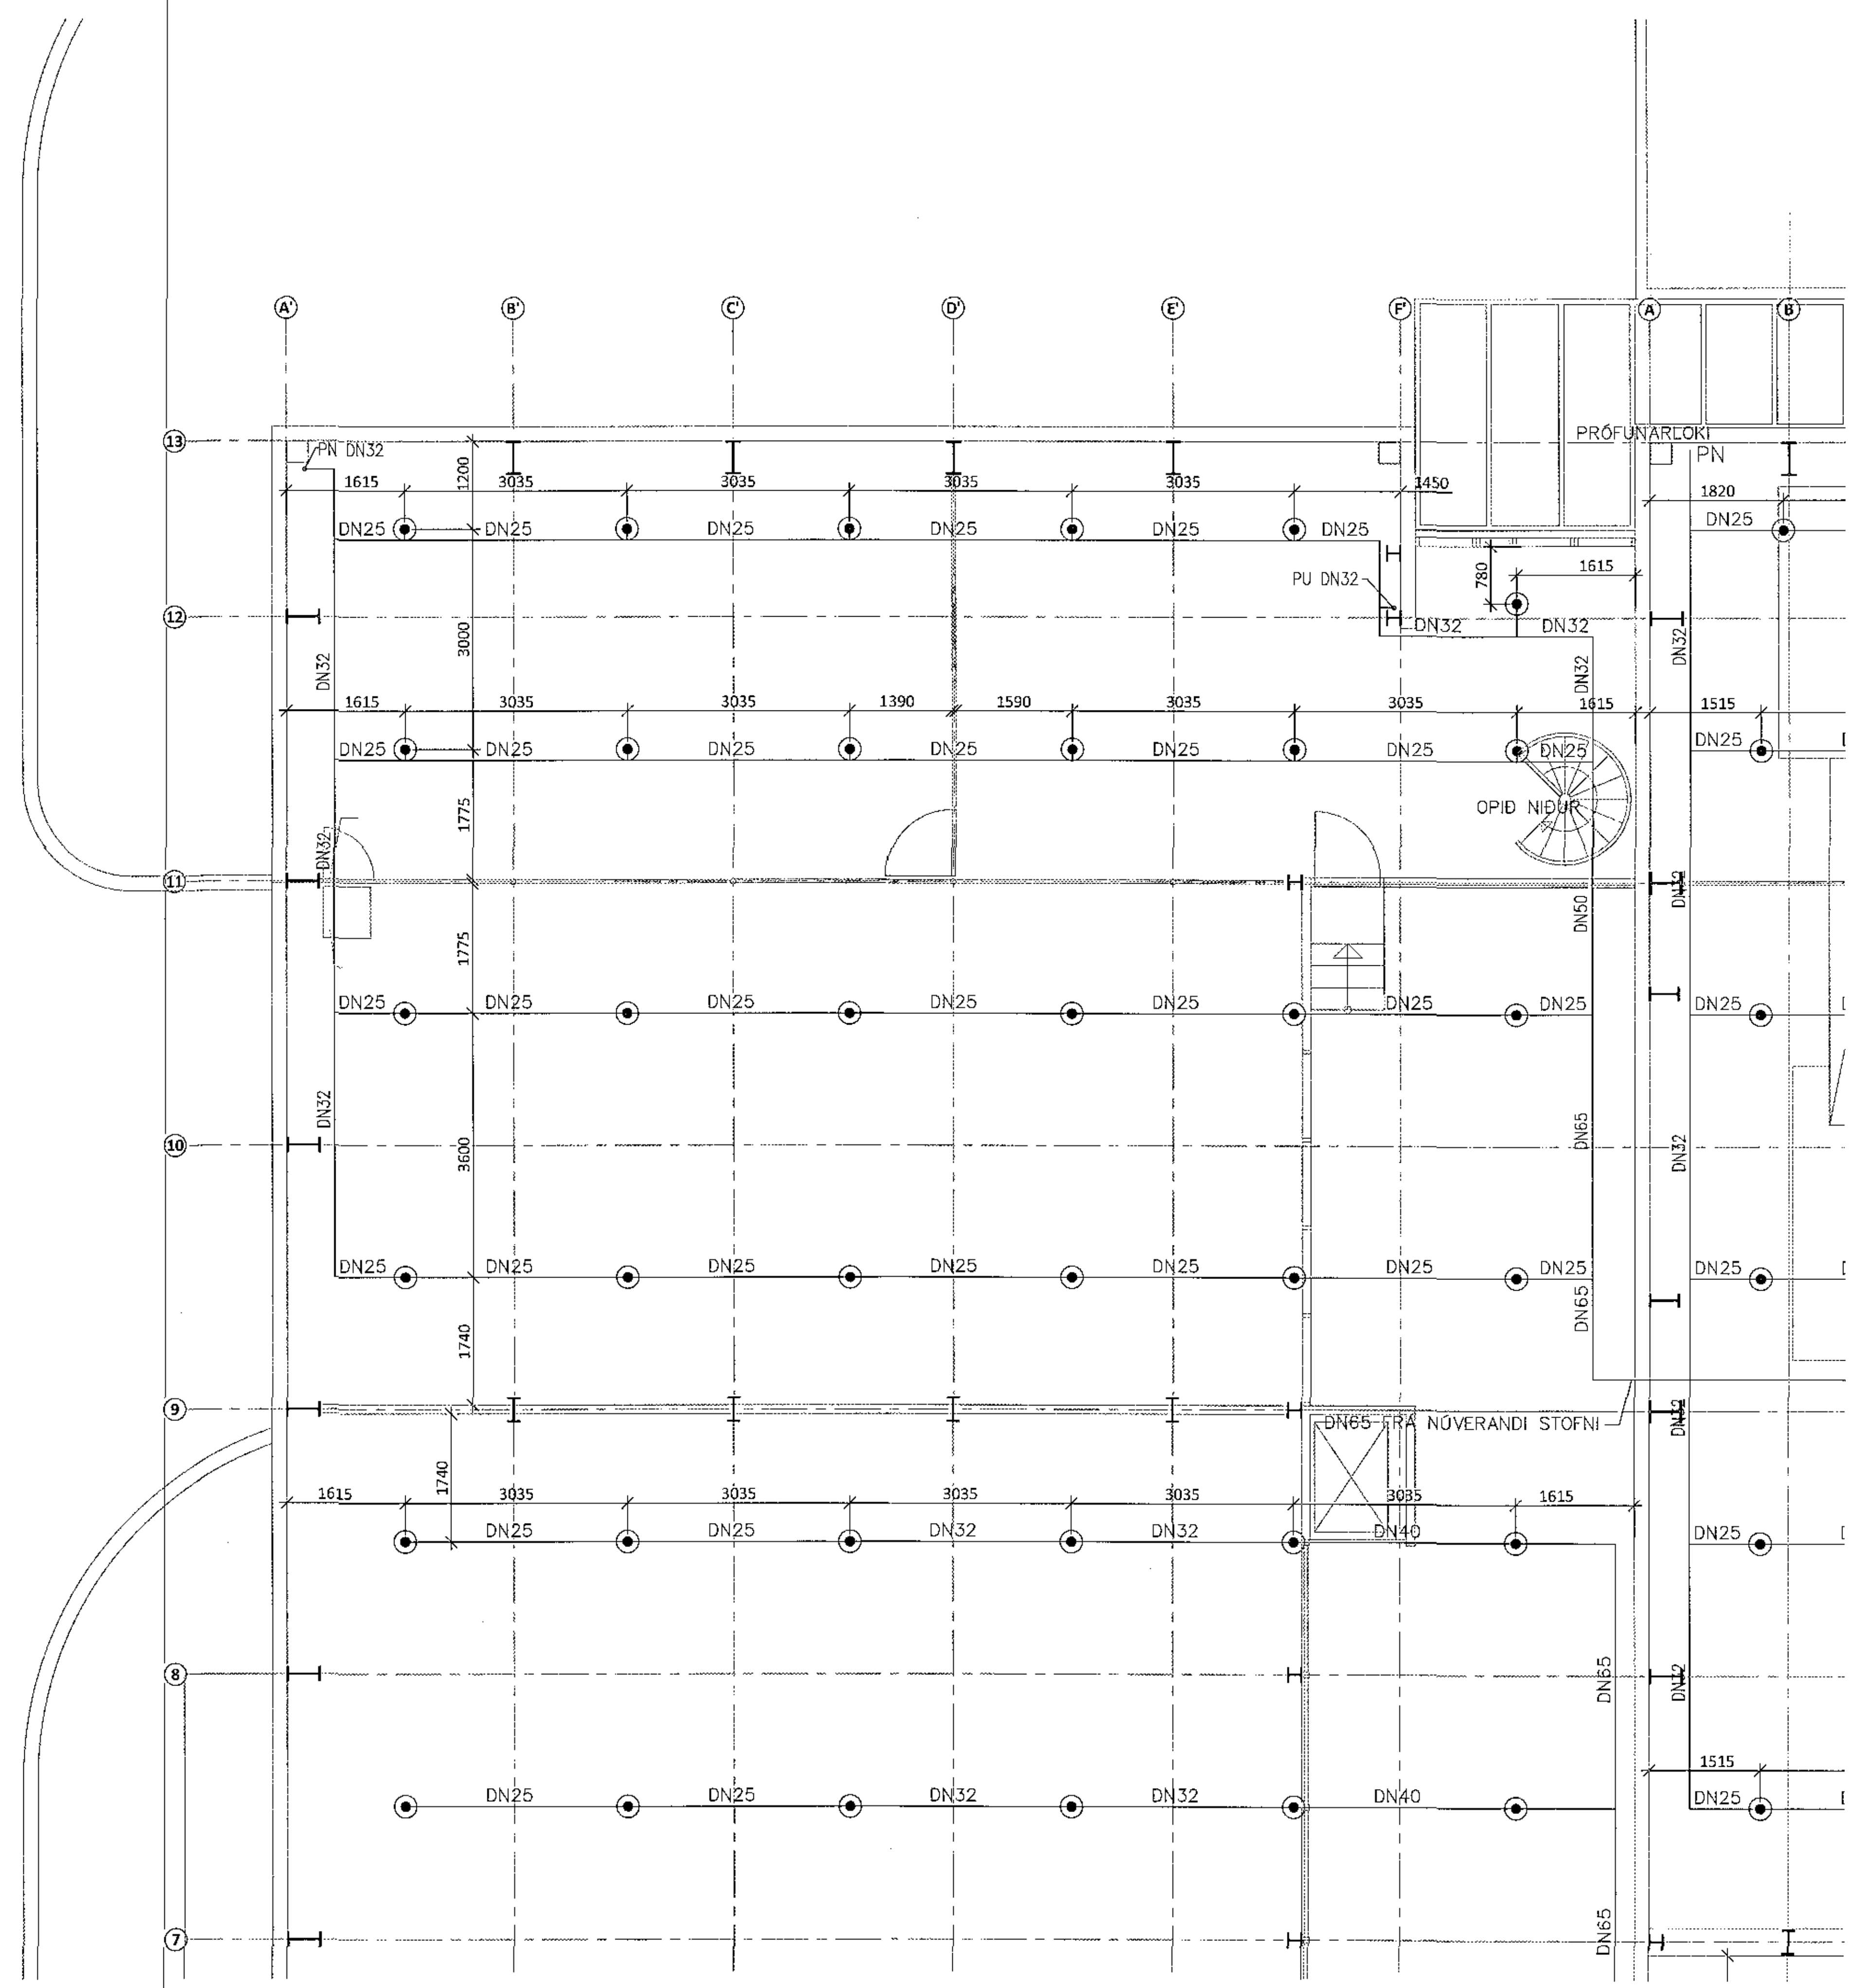 A' B' C' D' E' F' A B
13
PRÓFUNARLOKI
PN DN32
PN
1200
1615 3035 3035 3035 3035 1450
1820
DN25 DN25 DN25 DN25 DN25 DN25
DN25
780
1615
PU DN32
12
DN32 DN32
3000
DN32
DN32
DN32
1615 3035 3035 1390 1590 3035 3035 1615 1515
DN25 DN25 DN25 DN25 DN25 DN25 DN25
DN25
1775
OPIÐ NIÐUR
DN32
11
DN32
DN50
1775
DN25 DN25 DN25 DN25 DN25 DN25 DN25
DN25
DN32
DN65
10
3600
DN32
DN25 DN25 DN25 DN25 DN25 DN25 DN25
DN25
DN65
1740
9
DN32
DN65 FRÁ NÚVERANDI STOFNI
1740
1615 3035 3035 3035 3035 3035 1615
DN25 DN25 DN32 DN32 DN40
DN25
8
DN65
DN32
1515
DN25 DN25 DN32 DN32 DN40
DN25
7
DN65